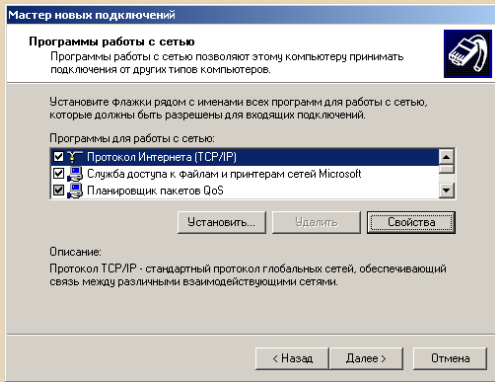 Мастер новых подключений
Программы работы с сетью
Программы работы с сетью позволяют этому компьютеру принимать
подключения от других типов компьютеров.
Установите флажки рядом с именами всех программ для работы с сетью,
которые должны быть разрешены для входящих подключений.
Программы для работы с сетью:
Протокол Интернета (TCP/IP)
Служба доступа к файлам и принтерам сетей Microsoft
Планировщик пакетов QoS
Установить... Удалить Свойства
Описание:
Протокол TCP/IP - стандартный протокол глобальных сетей, обеспечивающий
связь между различными взаимодействующими сетями.
< Назад Далее > Отмена